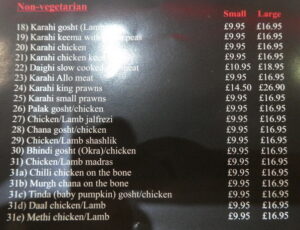 Non-vegetarian
Small Large
18) Karahi gosht (Lamb) £9.95 £16.95
19) Karahi keema with peas £9.95 £16.95
20) Karahi chicken £9.95 £16.95
21) Karahi chicken £9.95 £16.95
22) Daighi slow cooked meat £10.95 £18.95
23) Karahi Allo meat £9.95 £16.95
24) Karahi king prawns £14.50 £26.90
25) Karahi small prawns £9.95 £16.95
26) Palak gosht/chicken £9.95 £16.95
27) Chicken/Lamb jalfrezi £9.95 £16.95
28) Chana gosht/chicken £9.95 £16.95
29) Chicken/Lamb shashlik £9.95 £16.95
30) Bhindi gosht (Okra)/chicken £9.95 £16.95
31) Chicken/Lamb madras £9.95 £16.95
31a) Chilli chicken on the bone £9.95 £16.95
31b) Murgh chana on the bone £9.95 £16.95
31c) Tinda (baby pumpkin) gosht/chicken £9.95 £16.95
31d) Daal chicken/Lamb £9.95 £16.95
31e) Methi chicken/Lamb £9.95 £16.95